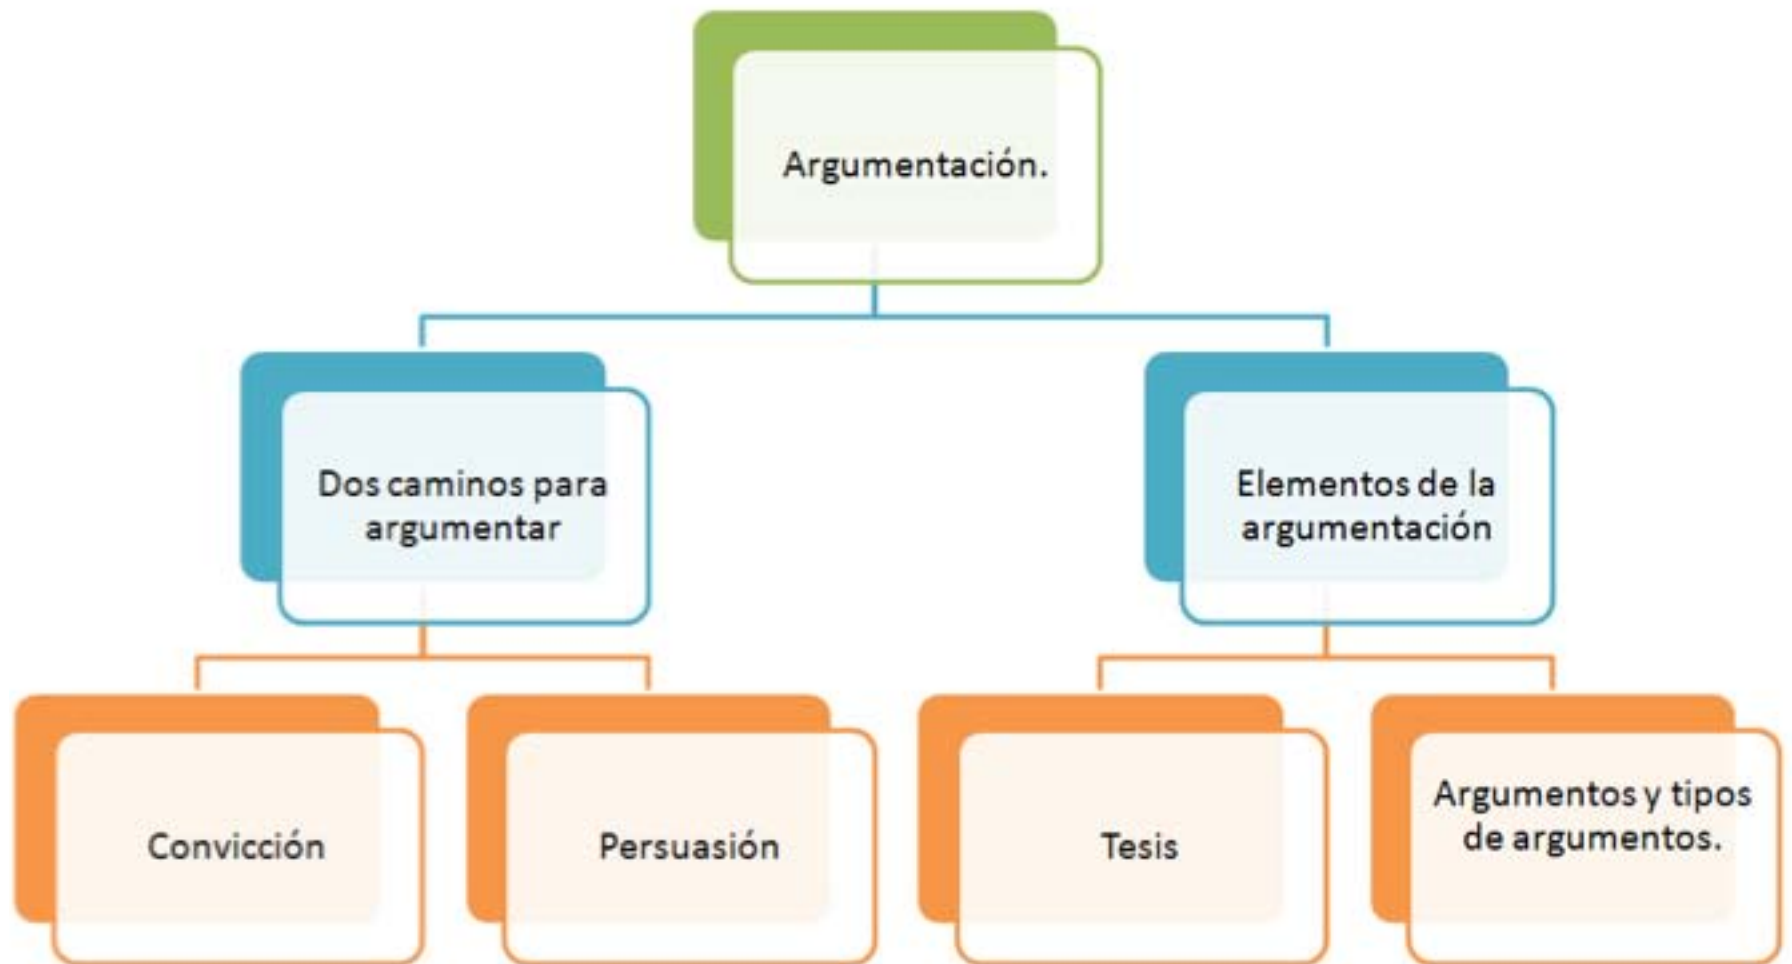 Argumentación.
Dos caminos para
argumentar
Elementos de la
argumentación
Convicción
Persuasión
Tesis
Argumentos y tipos
de argumentos.